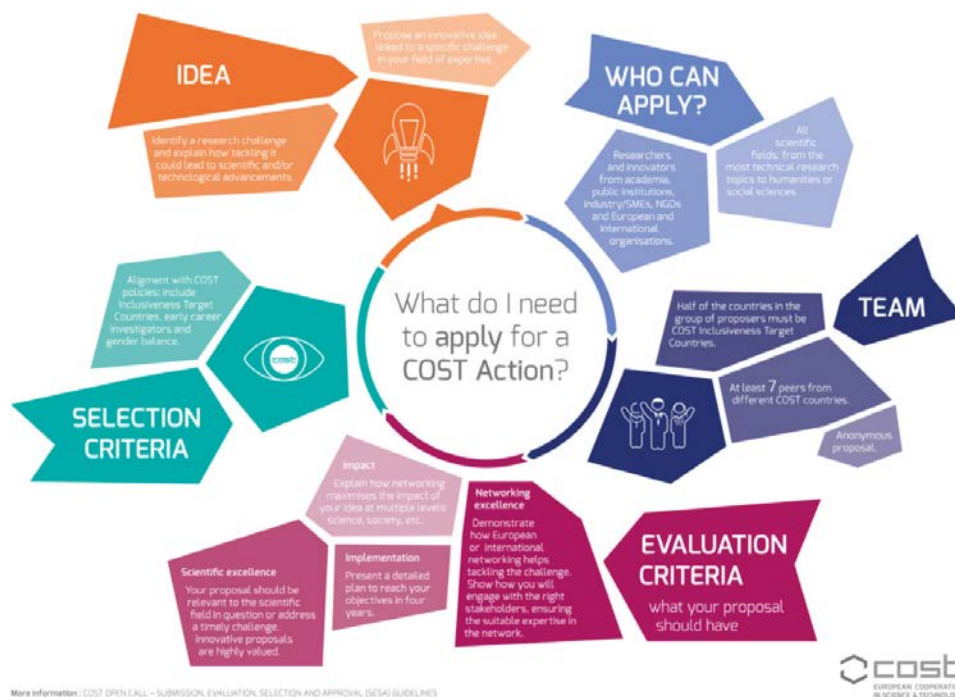 IDEA
Propose an innovative idea
linked to a specific challenge
in your field of expertise.
Identify a research challenge
and explain how tackling it
could lead to scientific and/or
technological advancements.
WHO CAN
APPLY?
Researchers
and innovators
from academia,
public institutions,
industry/SMEs, NGOs
and European and
International
organisations.
All
scientific
fields: from the
most technical research
topics to humanities or
social sciences
What do I need
to apply for a
COST Action?
TEAM
Half of the countries in the
group of proposers must be
COST Inclusiveness Target
Countries.
At least 7 peers from
different COST countries.
Anonymous
proposal.
EVALUATION
CRITERIA
what your proposal
should have
Networking
excellence
Demonstrate
how European
or international
networking helps
tackling the challenge.
Show how you will
engage with the right
stakeholders, ensuring
the suitable expertise in
the network.
Impact
Explain how networking
maximises the impact of
your idea at multiple levels:
science, society, etc.
Implementation
Present a detailed
plan to reach your
objectives in four
years.
Scientific excellence
Your proposal should be
relevant to the scientific
field in question or address
a timely challenge.
Innovative proposals
are highly valued.
SELECTION
CRITERIA
Aligment with COST
policies: include
Inclusiveness Target
Countries, early career
investigators and
gender balance.
cost
More information : COST OPEN CALL – SUBMISSION, EVALUATION, SELECTION AND APPROVAL (SESA) GUIDELINES
cost
EUROPEAN COOPERATI
IN SCIENCE & TECHNOLO